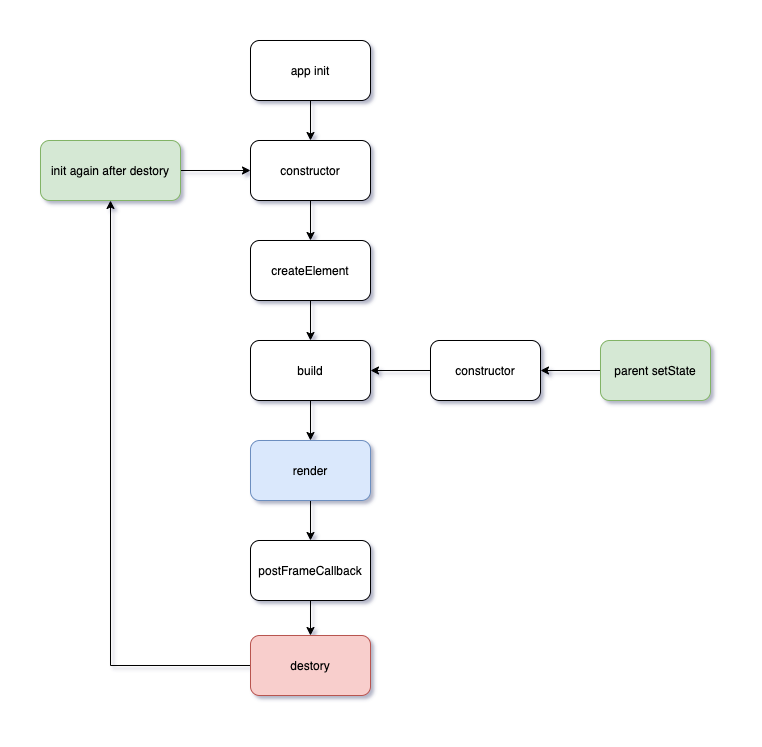 app init
init again after destory
constructor
createElement
build
constructor
parent setState
render
postFrameCallback
destory